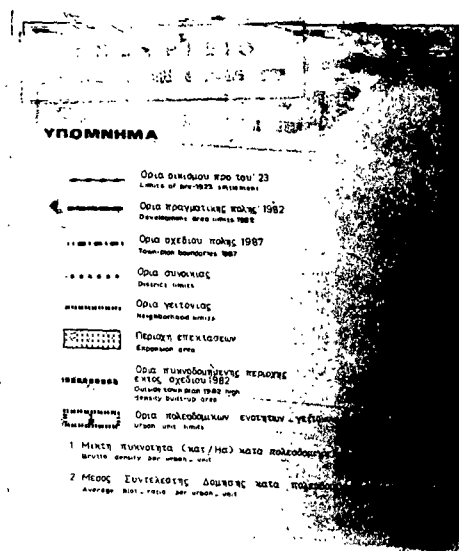 ΥΠΟΜΝΗΜΑ
Ορια οικισμου προ του '23
Limits of pre-1923 settlement
Ορια πραγματικης πολης 1982
Development area limits 1982
Ορια σχεδιου πολης 1987
Town-plan boundaries 1987
Ορια συνοικιας
District limits
Ορια γειτονιας
Neighborhood limits
Περιοχη επεκτασεων
Expansion area
Ορια πυκνοδομημενης περιοχης
εκτος σχεδιου 1982
Outside town plan 1982 high
density built-up area
Ορια πολεοδομικων ενοτητων
urban unit limits
1 Μικτη πυκνοτητα (κατ/Ha) κατα
Brutto density per urban unit
2 Μεσος Συντελεστης Δομησης κατα
Average plot ratio per urban unit